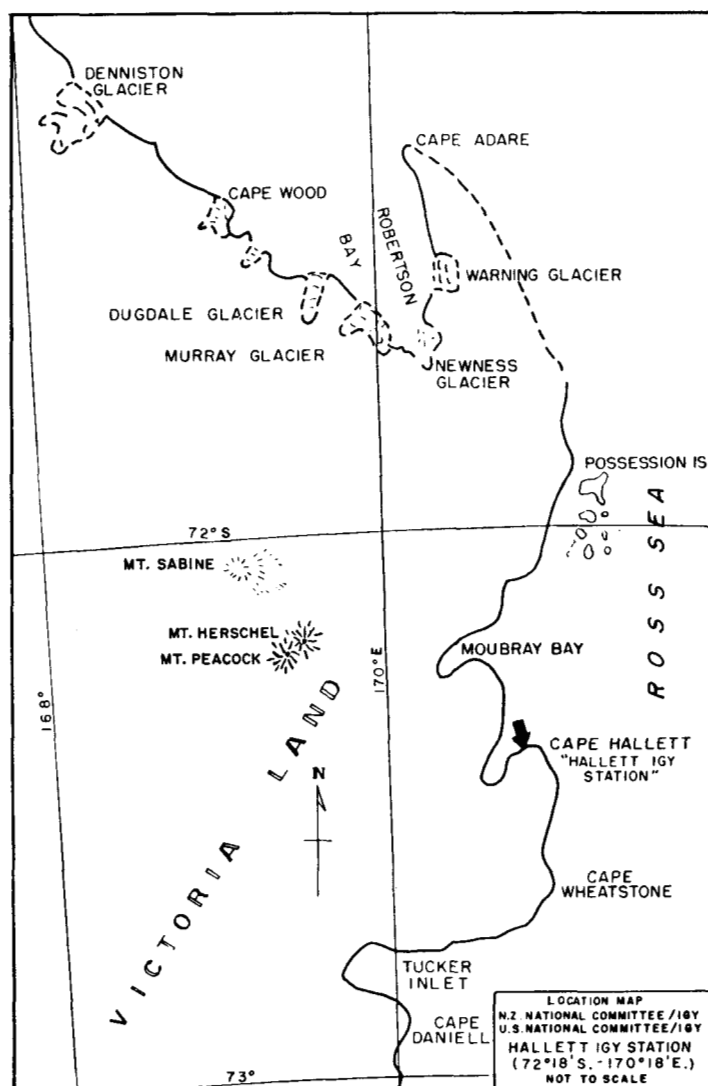 DENNISTON
GLACIER
CAPE ADARE
CAPE WOOD
ROBERTSON
BAY
WARNING GLACIER
DUGDALE GLACIER
MURRAY GLACIER
NEWNESS
GLACIER
POSSESSION IS
72°S
ROSS SEA
MT. SABINE
MT. HERSCHEL
MT. PEACOCK
MOUBRAY BAY
168°
170°E
VICTORIA LAND
N
CAPE HALLETT
"HALLETT IGY
STATION"
CAPE
WHEATSTONE
TUCKER
INLET
CAPE
DANIELL
73°
LOCATION MAP
N.Z. NATIONAL COMMITTEE/IGY
U.S. NATIONAL COMMITTEE/IGY
HALLETT IGY STATION
(72°18'S. - 170°18'E.)
NOT TO SCALE